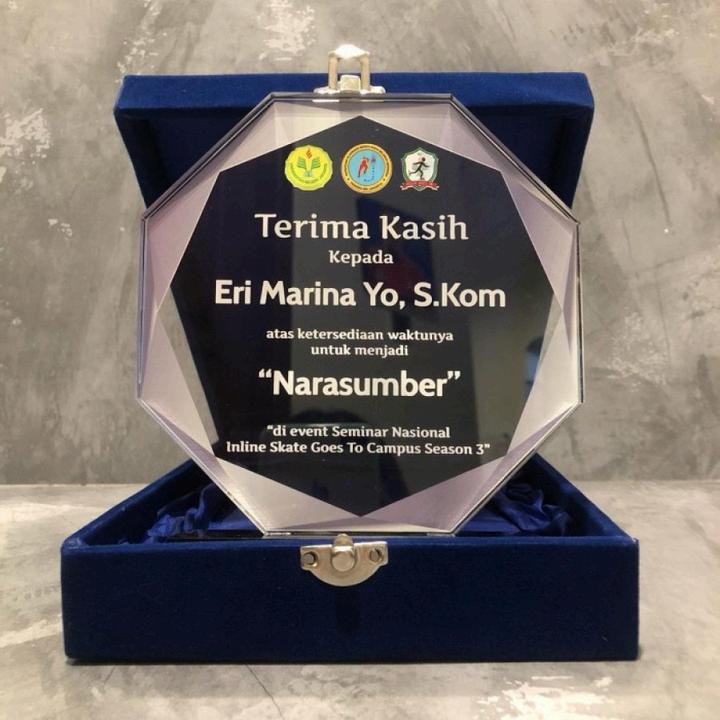 Terima Kasih
Kepada
Eri Marina Yo, S.Kom
atas ketersediaan waktunya
untuk menjadi
“Narasumber”
“di event Seminar Nasional
Inline Skate Goes To Campus Season 3"